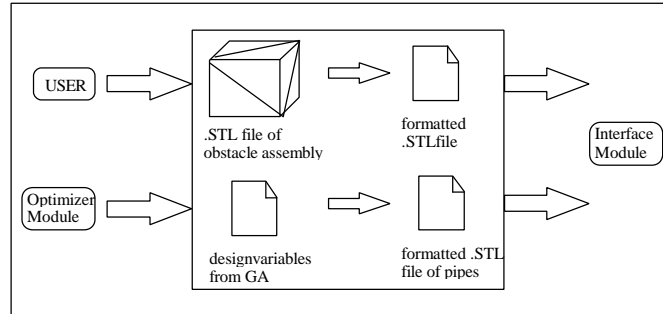 USER
.STL file of
obstacle assembly
formatted
.STLfile
Interface
Module
Optimizer
Module
designvariables
from GA
formatted .STL
file of pipes